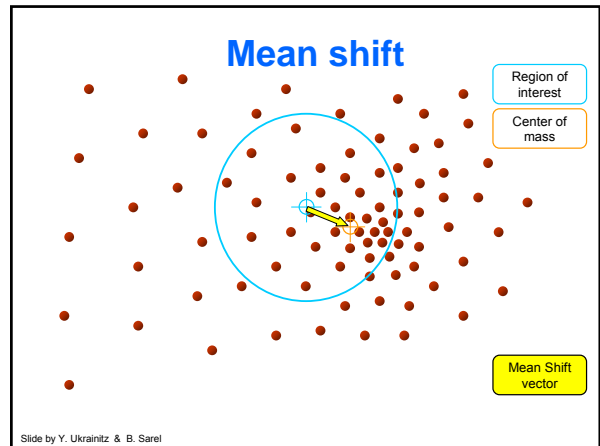 Mean shift
Region of
interest
Center of
mass
Mean Shift
vector
Slide by Y. Ukrainitz & B. Sarel